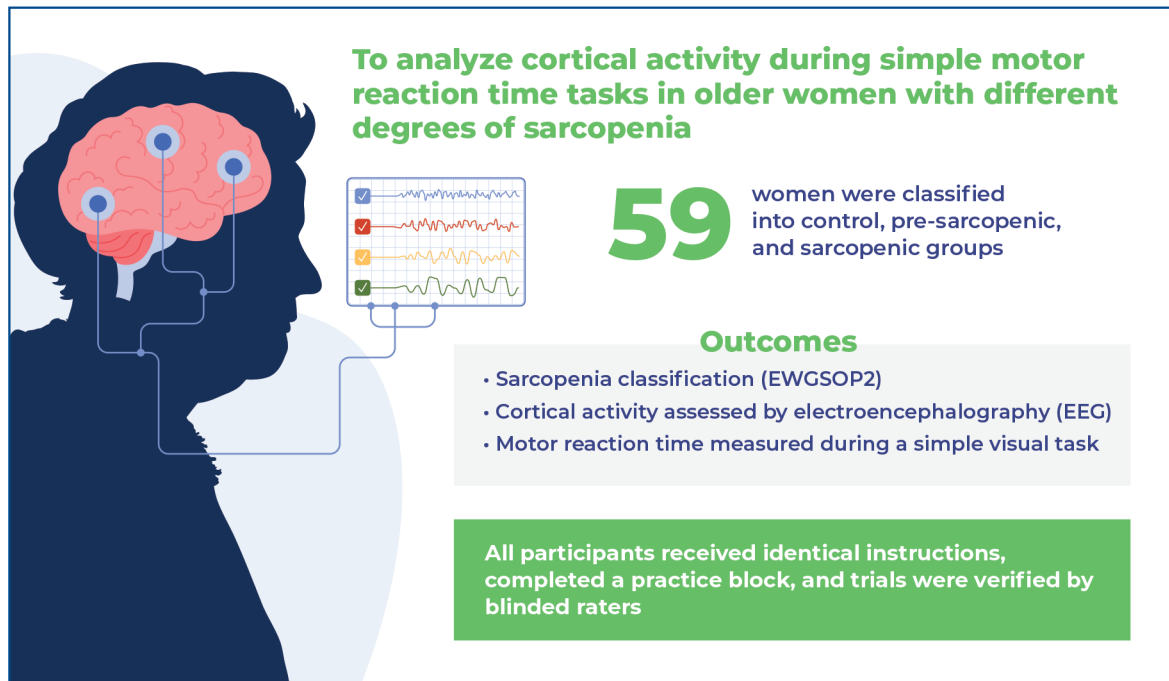 To analyze cortical activity during simple motor
reaction time tasks in older women with different
degrees of sarcopenia
59
women were classified
into control, pre-sarcopenic,
and sarcopenic groups
Outcomes
• Sarcopenia classification (EWGSOP2)
• Cortical activity assessed by electroencephalography (EEG)
• Motor reaction time measured during a simple visual task
All participants received identical instructions,
completed a practice block, and trials were verified by
blinded raters